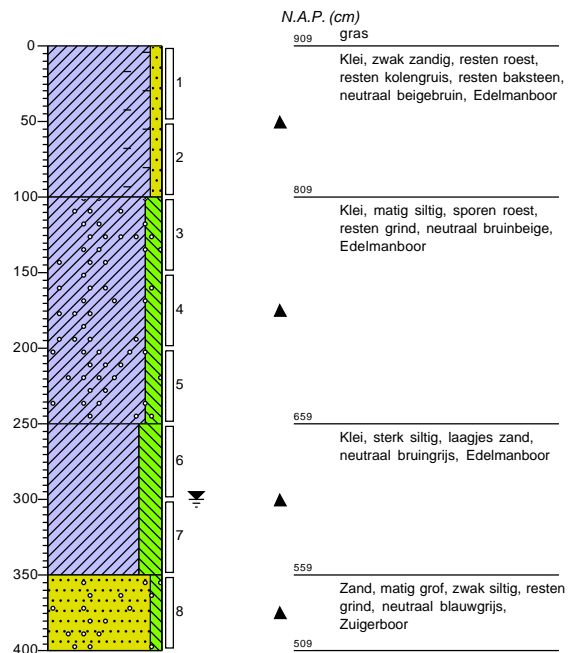 N.A.P. (cm)
gras
0
909
Klei, zwak zandig, resten roest,
resten kolengruis, resten baksteen,
neutraal beigebruin, Edelmanboor
1
50
2
100
809
Klei, matig siltig, sporen roest,
resten grind, neutraal bruinbeige,
Edelmanboor
3
150
4
200
5
250
659
Klei, sterk siltig, laagjes zand,
neutraal bruingrijs, Edelmanboor
6
300
7
350
559
Zand, matig grof, zwak siltig, resten
grind, neutraal blauwgrijs,
Zuigerboor
8
400
509